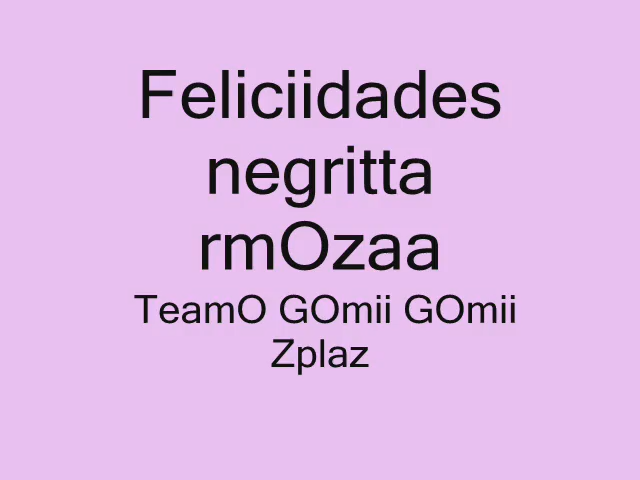 Feliciidades
negritta
rmOzaa
TeamO GOmii GOmii
Zplaz